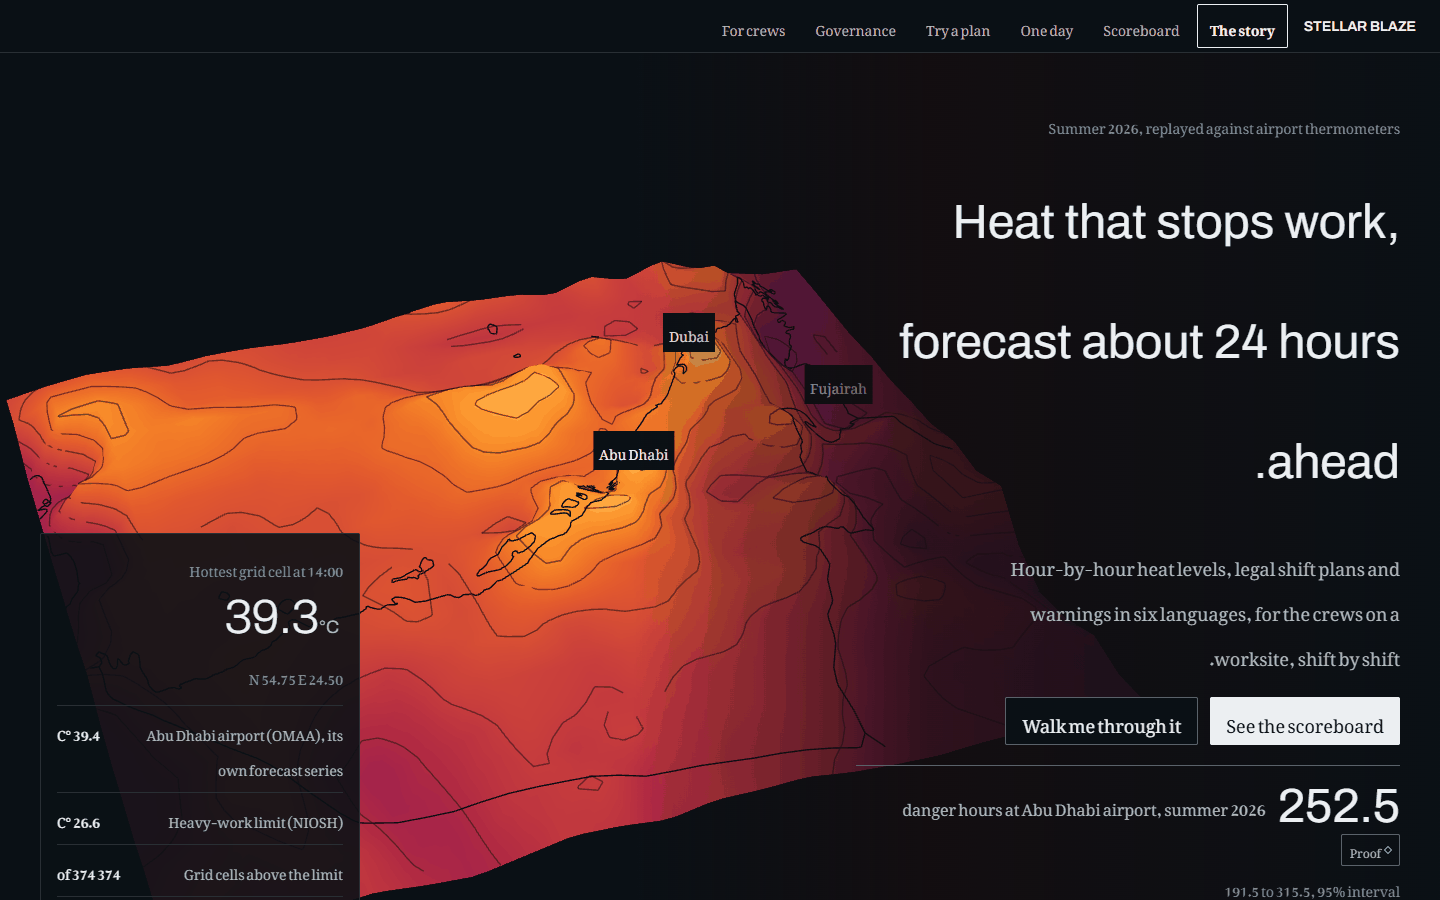 For crews
Governance
Try a plan
One day
Scoreboard
The story
STELLAR BLAZE
Summer 2026, replayed against airport thermometers
Heat that stops work,
forecast about 24 hours
.ahead
Hour-by-hour heat levels, legal shift plans and
warnings in six languages, for the crews on a
.worksite, shift by shift
Walk me through it
See the scoreboard
danger hours at Abu Dhabi airport, summer 2026 252.5
Proof ◇
191.5 to 315.5, 95% interval
Dubai
Fujairah
Abu Dhabi
Hottest grid cell at 14:00
39.3°C
N 54.75 E 24.50
C° 39.4 Abu Dhabi airport (OMAA), its
own forecast series
C° 26.6 Heavy-work limit (NIOSH)
of 374 374 Grid cells above the limit